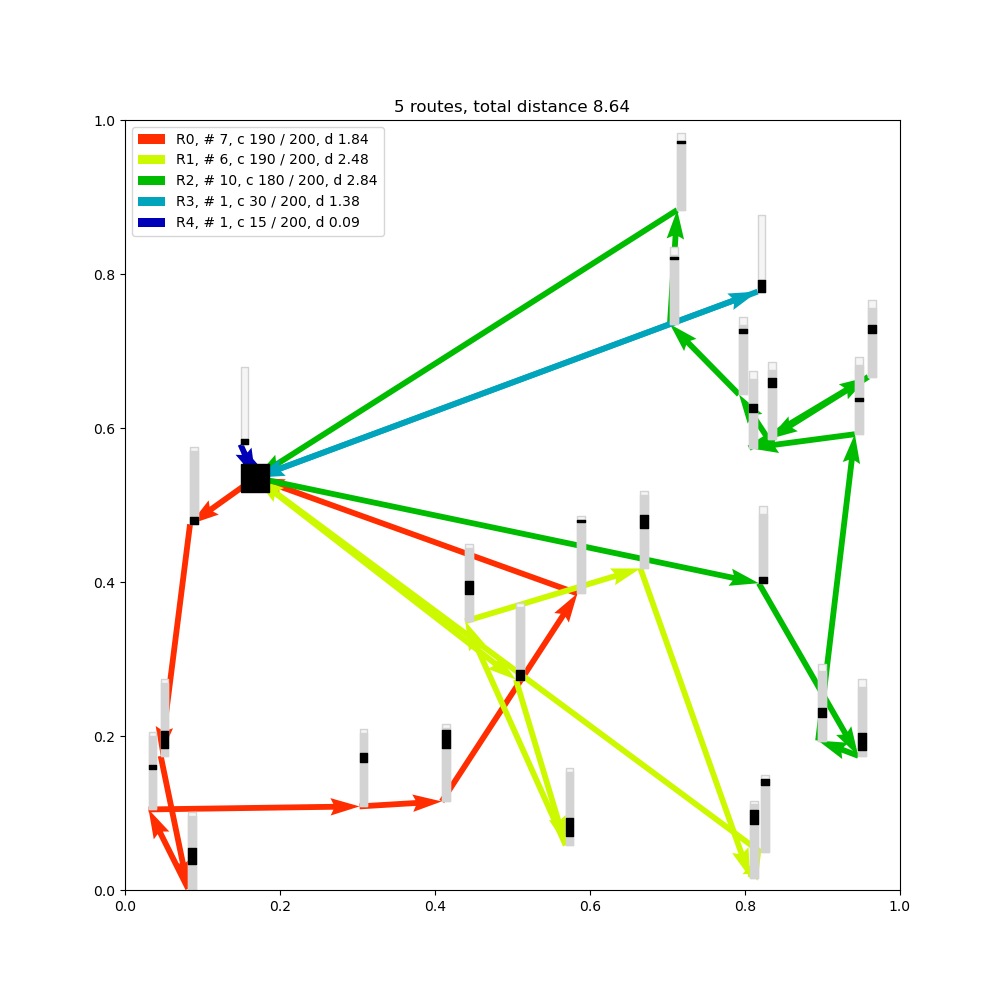 5 routes, total distance 8.64
R0, # 7, c 190 / 200, d 1.84
R1, # 6, c 190 / 200, d 2.48
R2, # 10, c 180 / 200, d 2.84
R3, # 1, c 30 / 200, d 1.38
R4, # 1, c 15 / 200, d 0.09
1.0
0.8
0.6
0.4
0.2
0.0
0.0 0.2 0.4 0.6 0.8 1.0